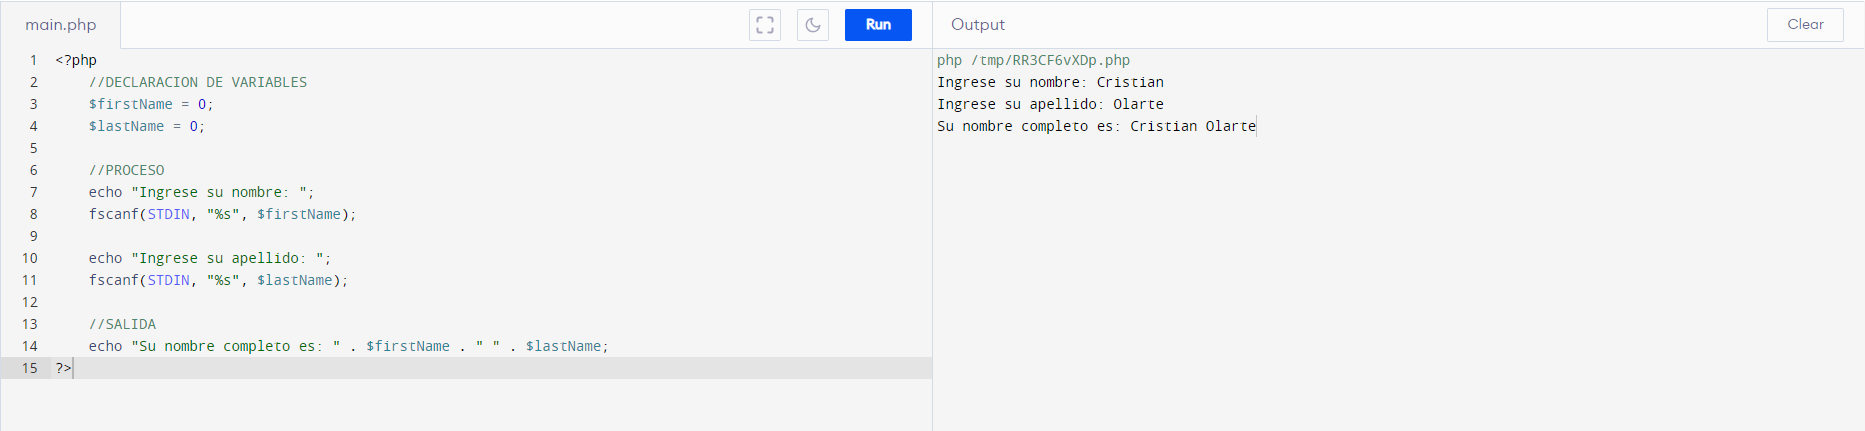 main.php
Run
Output
Clear
1 <?php
2 //DECLARACION DE VARIABLES
3 $firstName = 0;
4 $lastName = 0;
5
6 //PROCESO
7 echo "Ingrese su nombre: ";
8 fscanf(STDIN, "%s", $firstName);
9
10 echo "Ingrese su apellido: ";
11 fscanf(STDIN, "%s", $lastName);
12
13 //SALIDA
14 echo "Su nombre completo es: " . $firstName . " " . $lastName;
15 ?>
php /tmp/RR3CF6vXDp.php
Ingrese su nombre: Cristian
Ingrese su apellido: Olarte
Su nombre completo es: Cristian Olarte